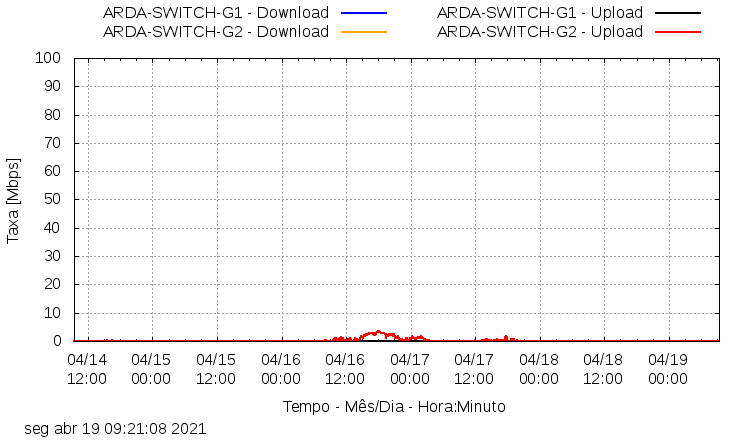 ARDA-SWITCH-G1 - Download ARDA-SWITCH-G1 - Upload
ARDA-SWITCH-G2 - Download ARDA-SWITCH-G2 - Upload
100
90
80
70
60
50
40
30
20
10
0
Taxa [Mbps]
04/14 04/15 04/15 04/16 04/16 04/17 04/17 04/18 04/18 04/19
12:00 00:00 12:00 00:00 12:00 00:00 12:00 00:00 12:00 00:00
Tempo - Mês/Dia - Hora:Minuto
seg abr 19 09:21:08 2021